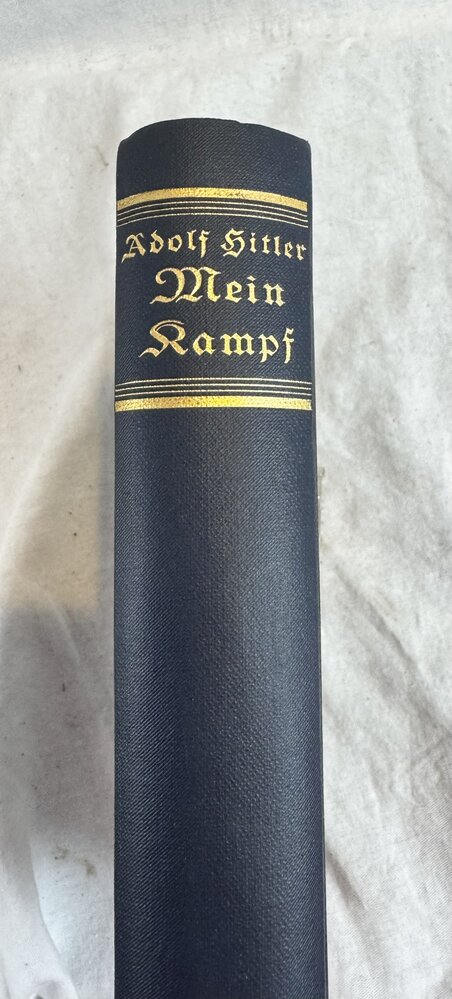 Adolf Hitler
Mein
Kampf